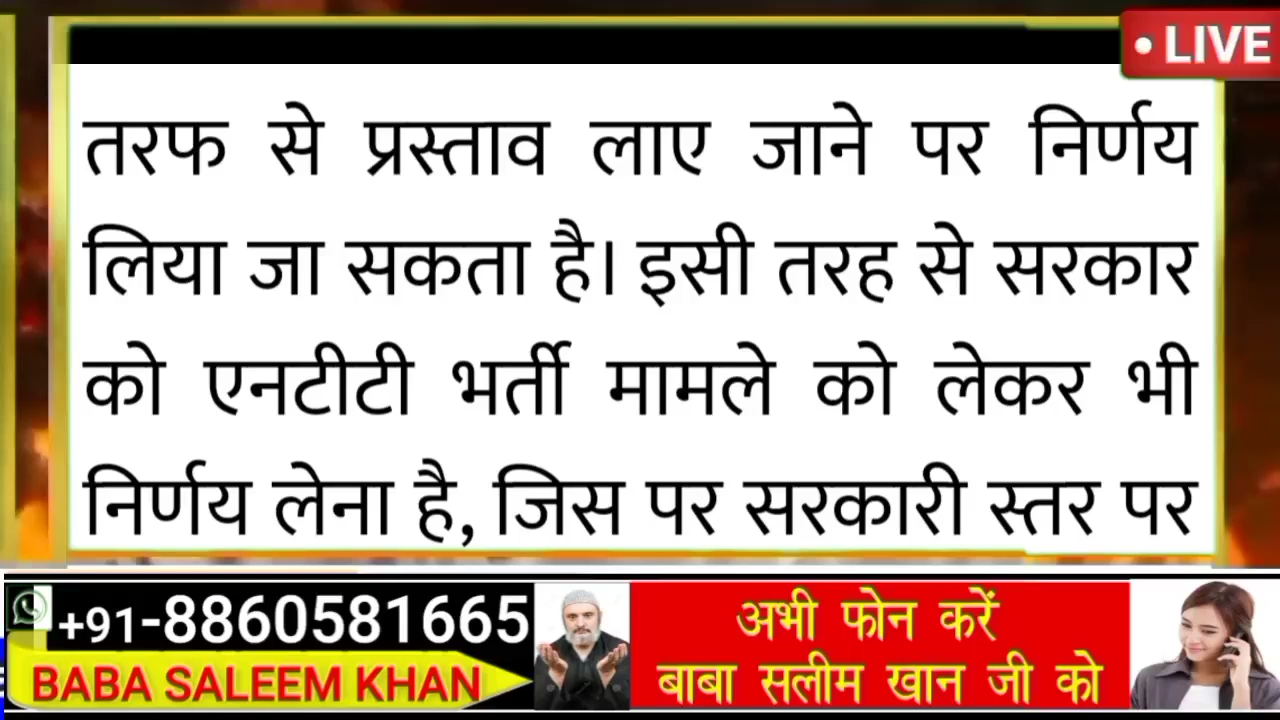 • LIVE
तरफ से प्रस्ताव लाए जाने पर निर्णय
लिया जा सकता है। इसी तरह से सरकार
को एनटीटी भर्ती मामले को लेकर भी
निर्णय लेना है, जिस पर सरकारी स्तर पर
+91-8860581665
BABA SALEEM KHAN
अभी फोन करें
बाबा सलीम खान जी को